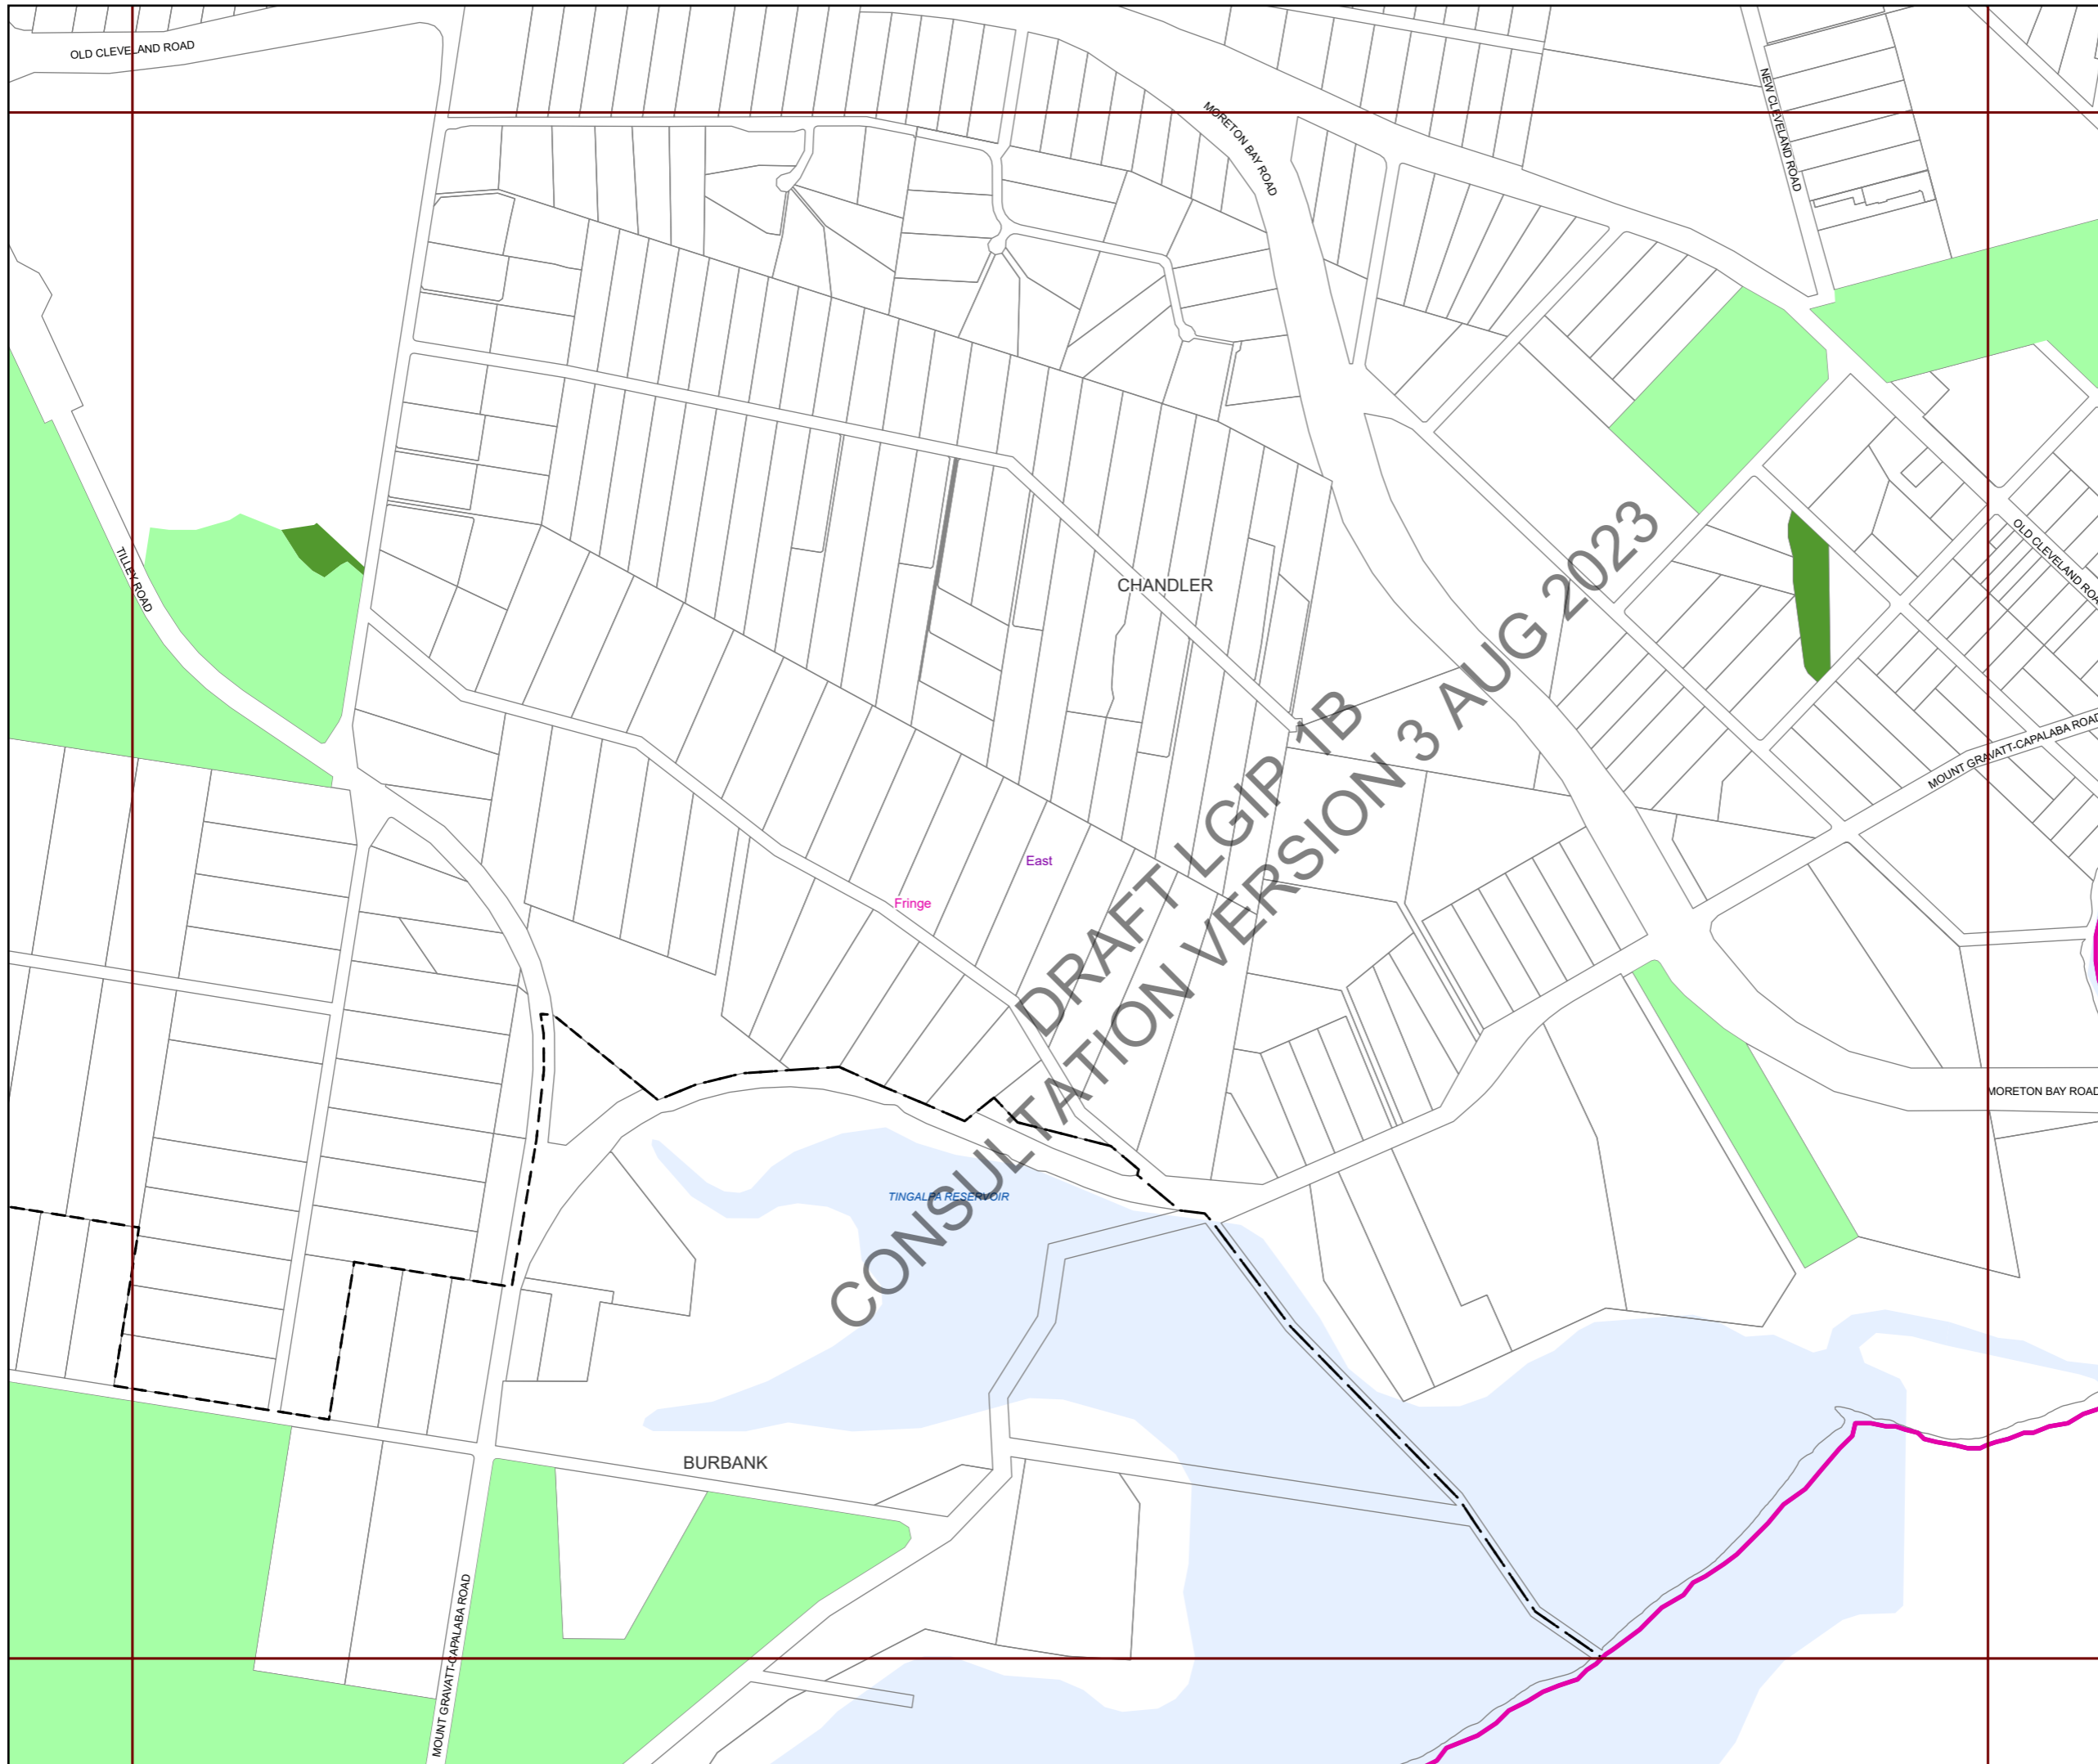 OLD CLEVELAND ROAD
MORETON BAY ROAD
NEW CLEVELAND ROAD
TILLEY ROAD
CHANDLER
OLD CLEVELAND ROA
MOUNT GRAVATT-CAPALABA ROAD
East
Fringe
DRAFT LGIP 1B
CONSULTATION VERSION 3 AUG 2023
MORETON BAY ROAD
TINGALPA RESERVOIR
BURBANK
MOUNT GRAVATT-CAPALABA ROAD